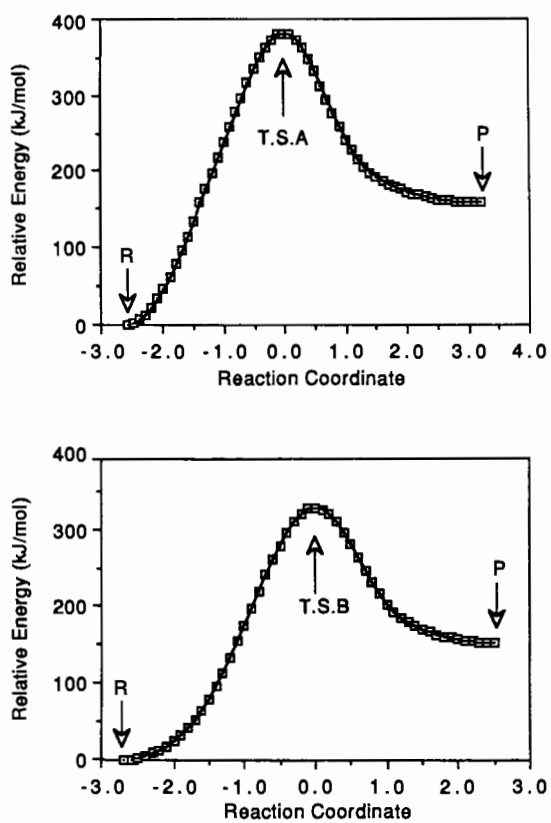 400
300
200
100
0
Relative Energy (kJ/mol)
R
T.S.A
P
-3.0 -2.0 -1.0 0.0 1.0 2.0 3.0 4.0
Reaction Coordinate
400
300
200
100
0
Relative Energy (kJ/mol)
R
T.S.B
P
-3.0 -2.0 -1.0 0.0 1.0 2.0 3.0
Reaction Coordinate